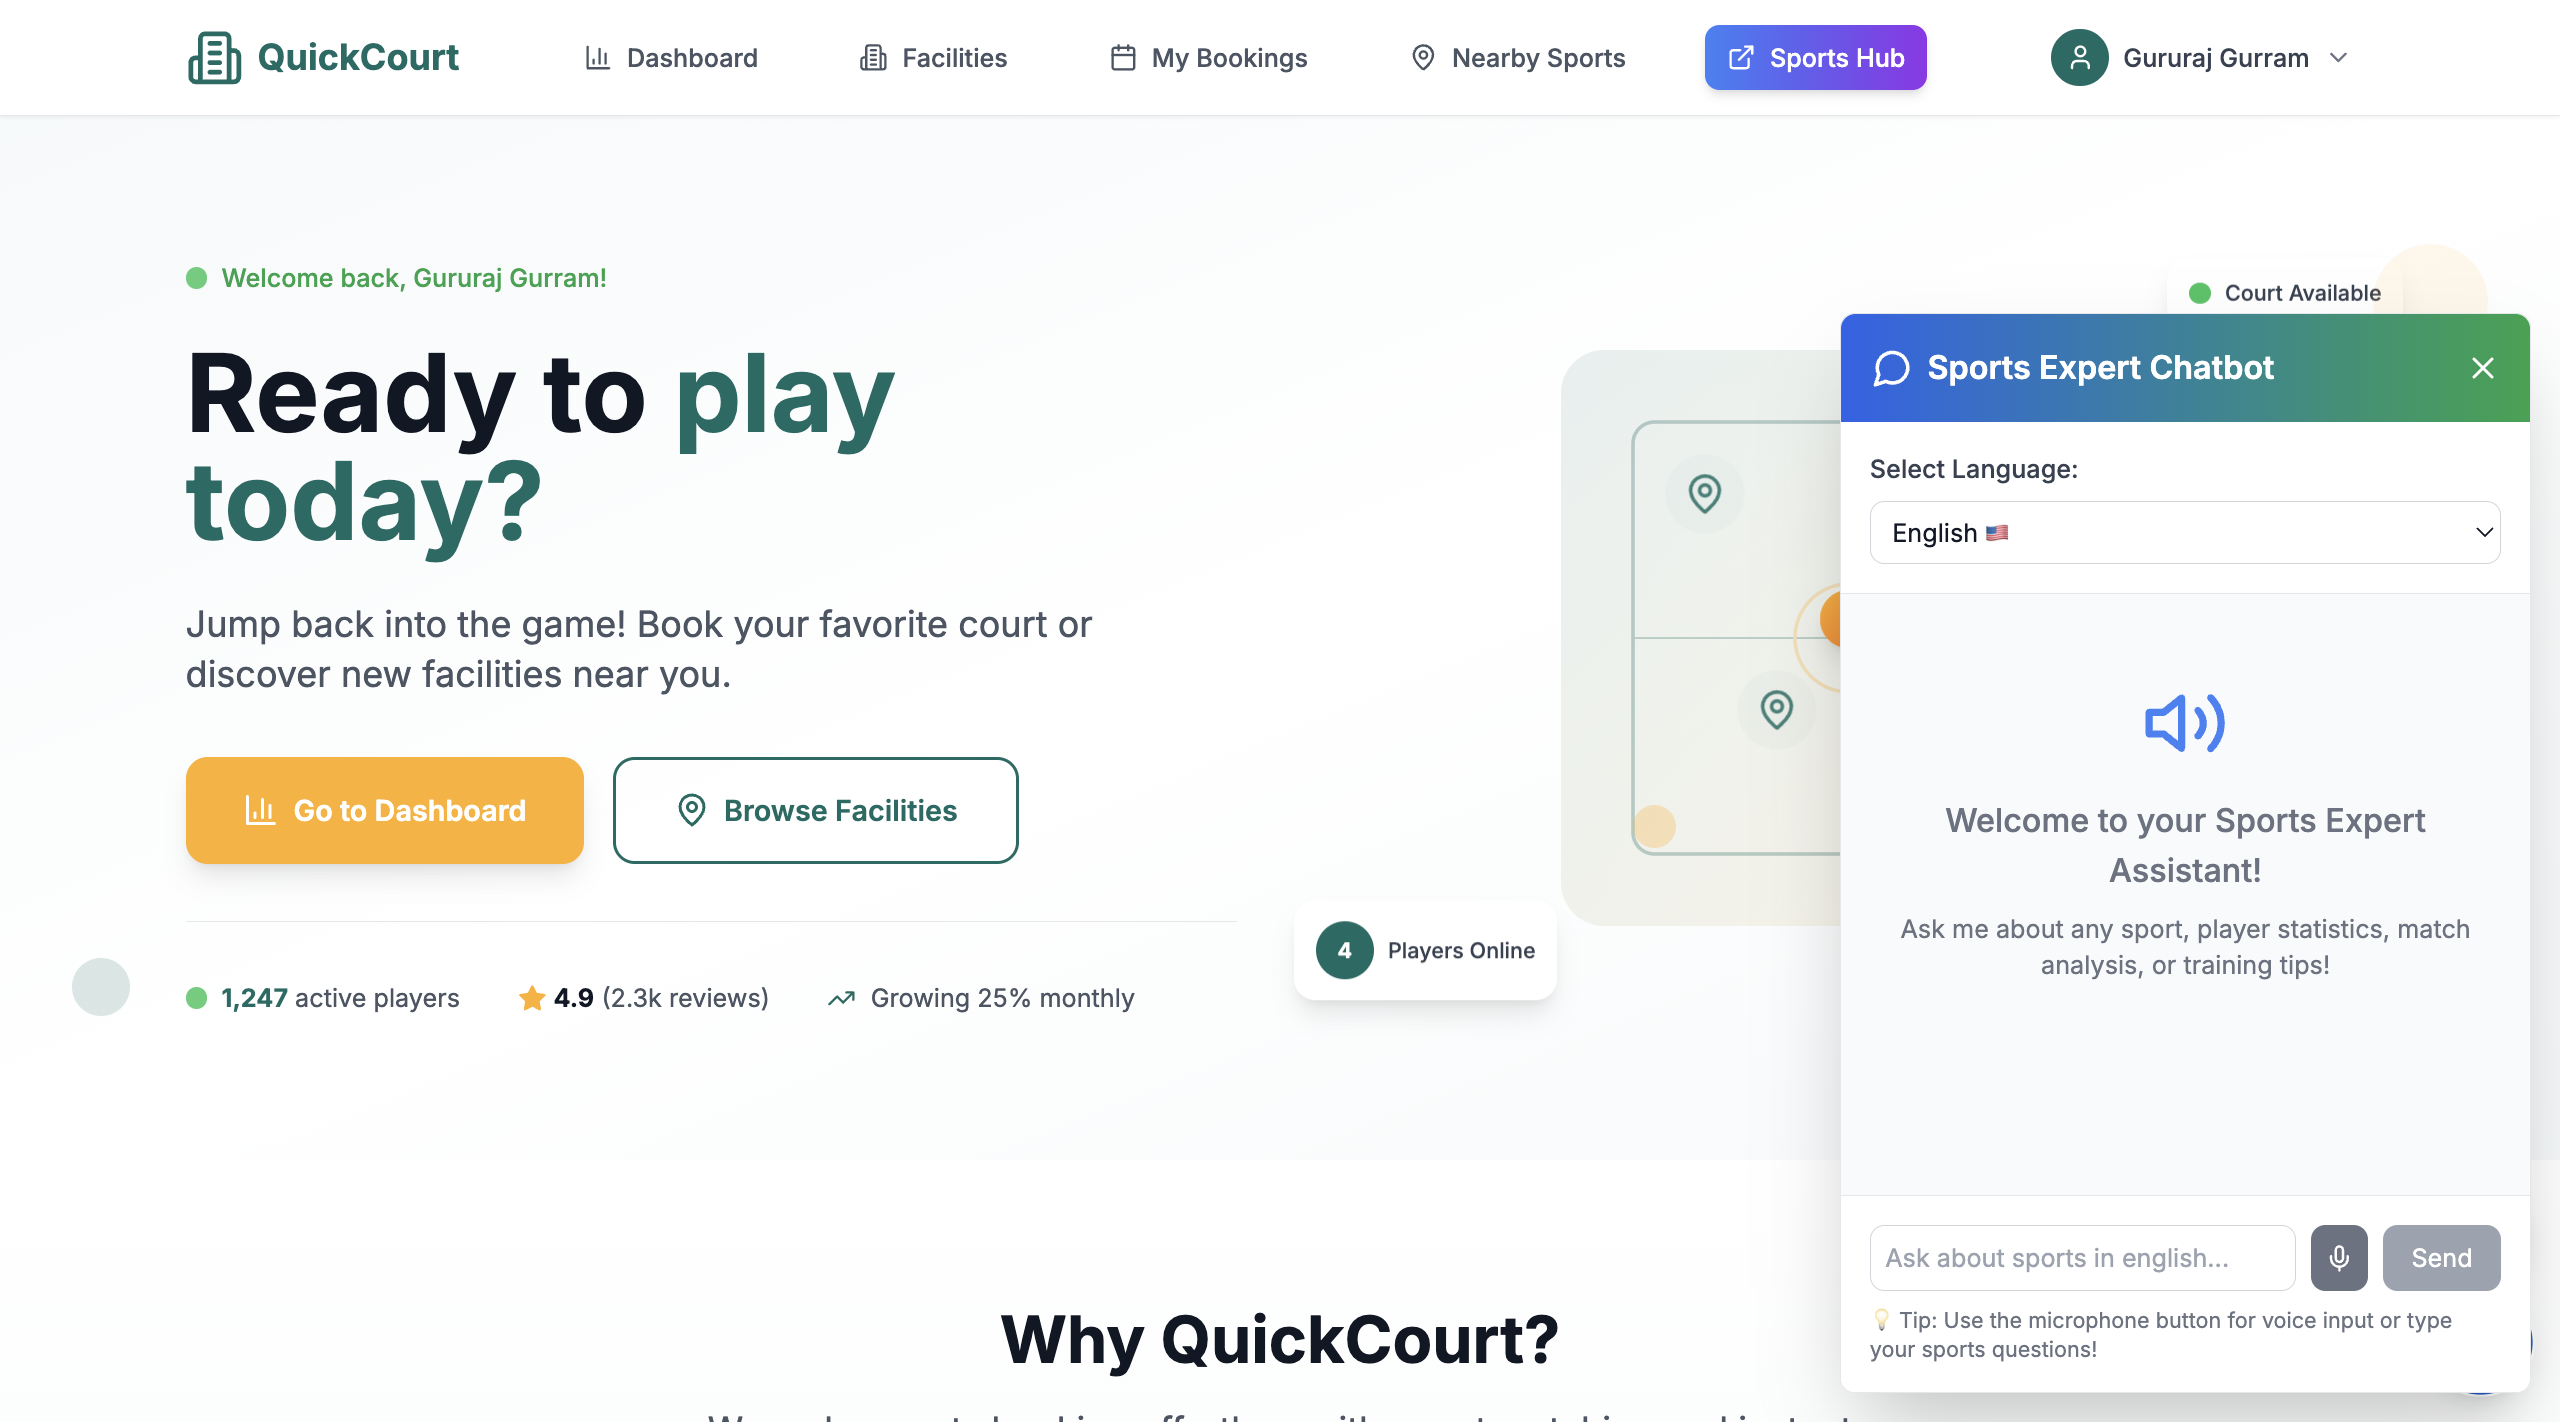 QuickCourt
Dashboard
Facilities
My Bookings
Nearby Sports
Sports Hub
Gururaj Gurram
Welcome back, Gururaj Gurram!
Ready to play
today?
Jump back into the game! Book your favorite court or
discover new facilities near you.
Go to Dashboard
Browse Facilities
1,247 active players
4.9 (2.3k reviews)
Growing 25% monthly
Court Available
4
Players Online
Sports Expert Chatbot
Select Language:
English 🇺🇸
Welcome to your Sports Expert
Assistant!
Ask me about any sport, player statistics, match
analysis, or training tips!
Ask about sports in english...
Send
💡 Tip: Use the microphone button for voice input or type
your sports questions!
Why QuickCourt?